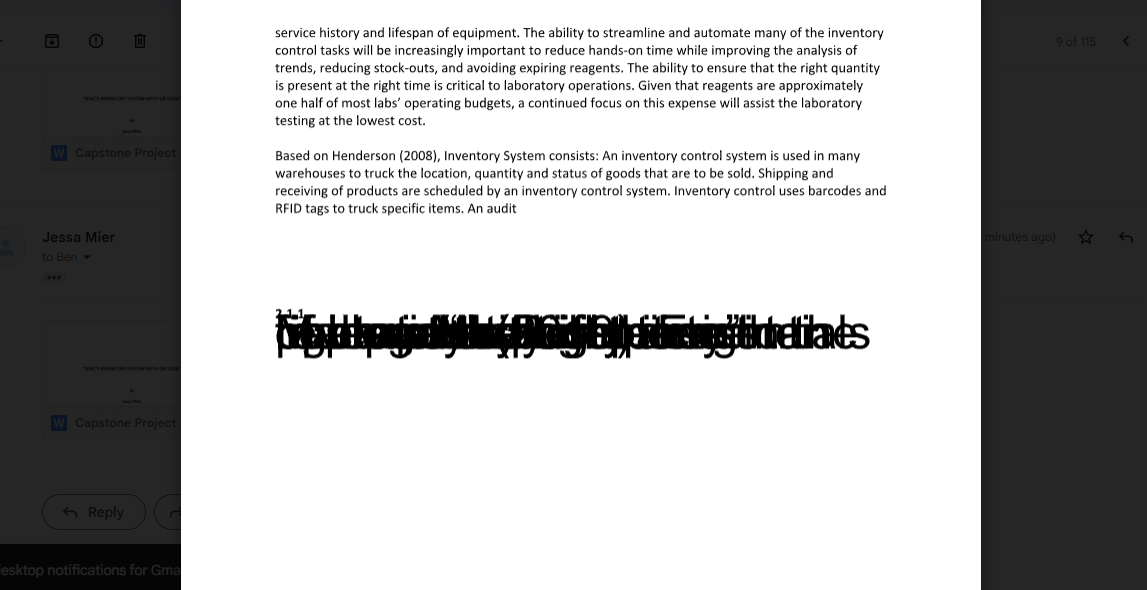 service history and lifespan of equipment. The ability to streamline and automate many of the inventory
control tasks will be increasingly important to reduce hands-on time while improving the analysis of
trends, reducing stock-outs, and avoiding expiring reagents. The ability to ensure that the right quantity
is present at the right time is critical to laboratory operations. Given that reagents are approximately
one half of most labs’ operating budgets, a continued focus on this expense will assist the laboratory
testing at the lowest cost.
Based on Henderson (2008), Inventory System consists: An inventory control system is used in many
warehouses to truck the location, quantity and status of goods that are to be sold. Shipping and
receiving of products are scheduled by an inventory control system. Inventory control uses barcodes and
RFID tags to truck specific items. An audit
9 of 115
W Capstone Project
Jessa Mier
to Ben
minutes ago)
W Capstone Project
Reply
esktop notifications for Gma